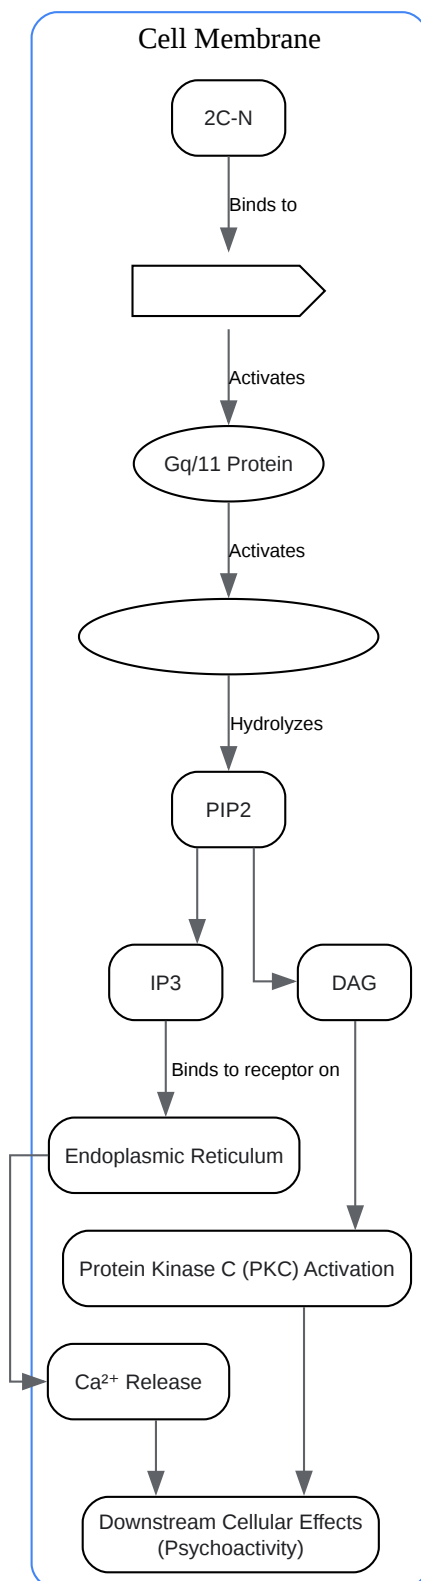 Cell Membrane
2C-N
Binds to
Activates
Gq/11 Protein
Activates
Hydrolyzes
PIP2
IP3
DAG
Binds to receptor on
Endoplasmic Reticulum
Protein Kinase C (PKC) Activation
Ca²⁺ Release
Downstream Cellular Effects
(Psychoactivity)